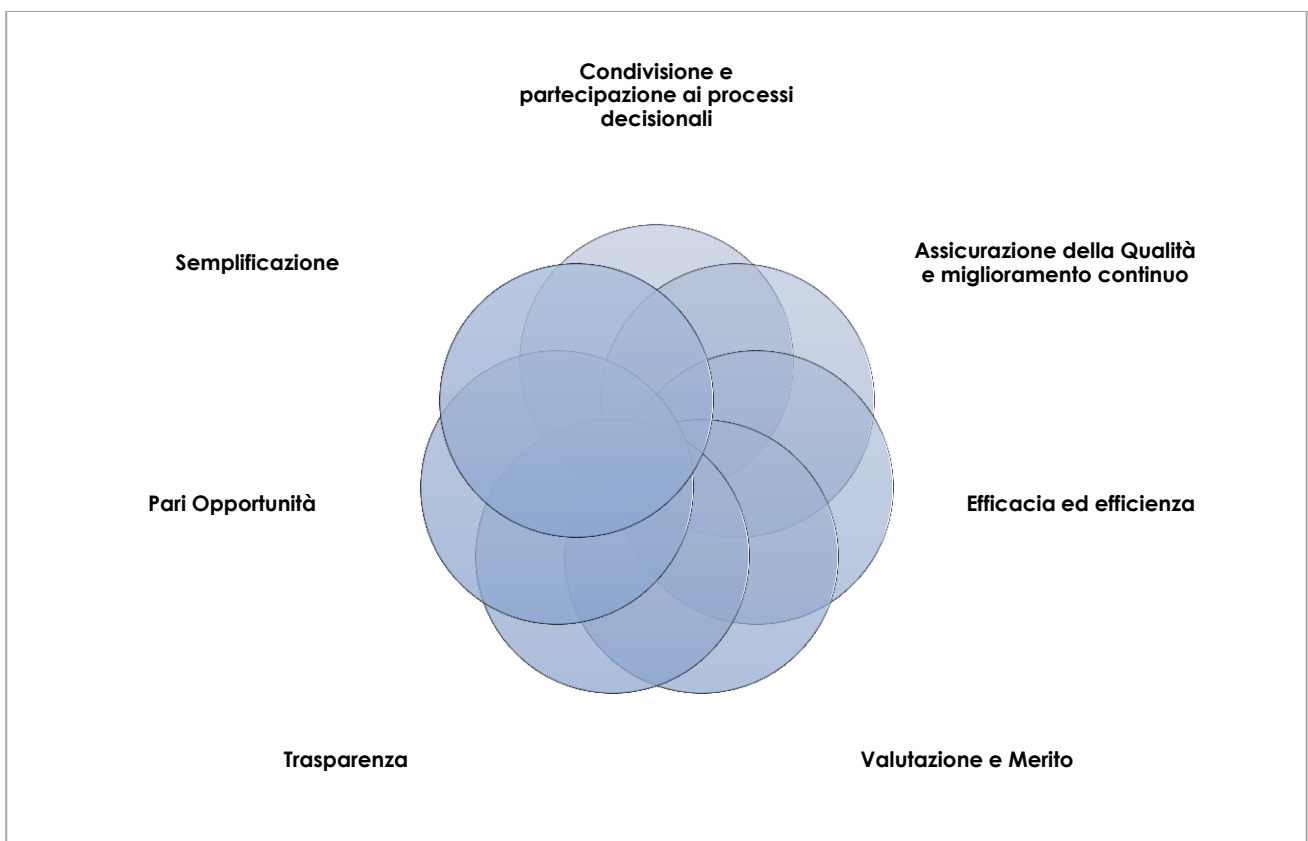 Condivisione e
partecipazione ai processi
decisionali
Semplificazione
Assicurazione della Qualità
e miglioramento continuo
Pari Opportunità
Efficacia ed efficienza
Trasparenza
Valutazione e Merito